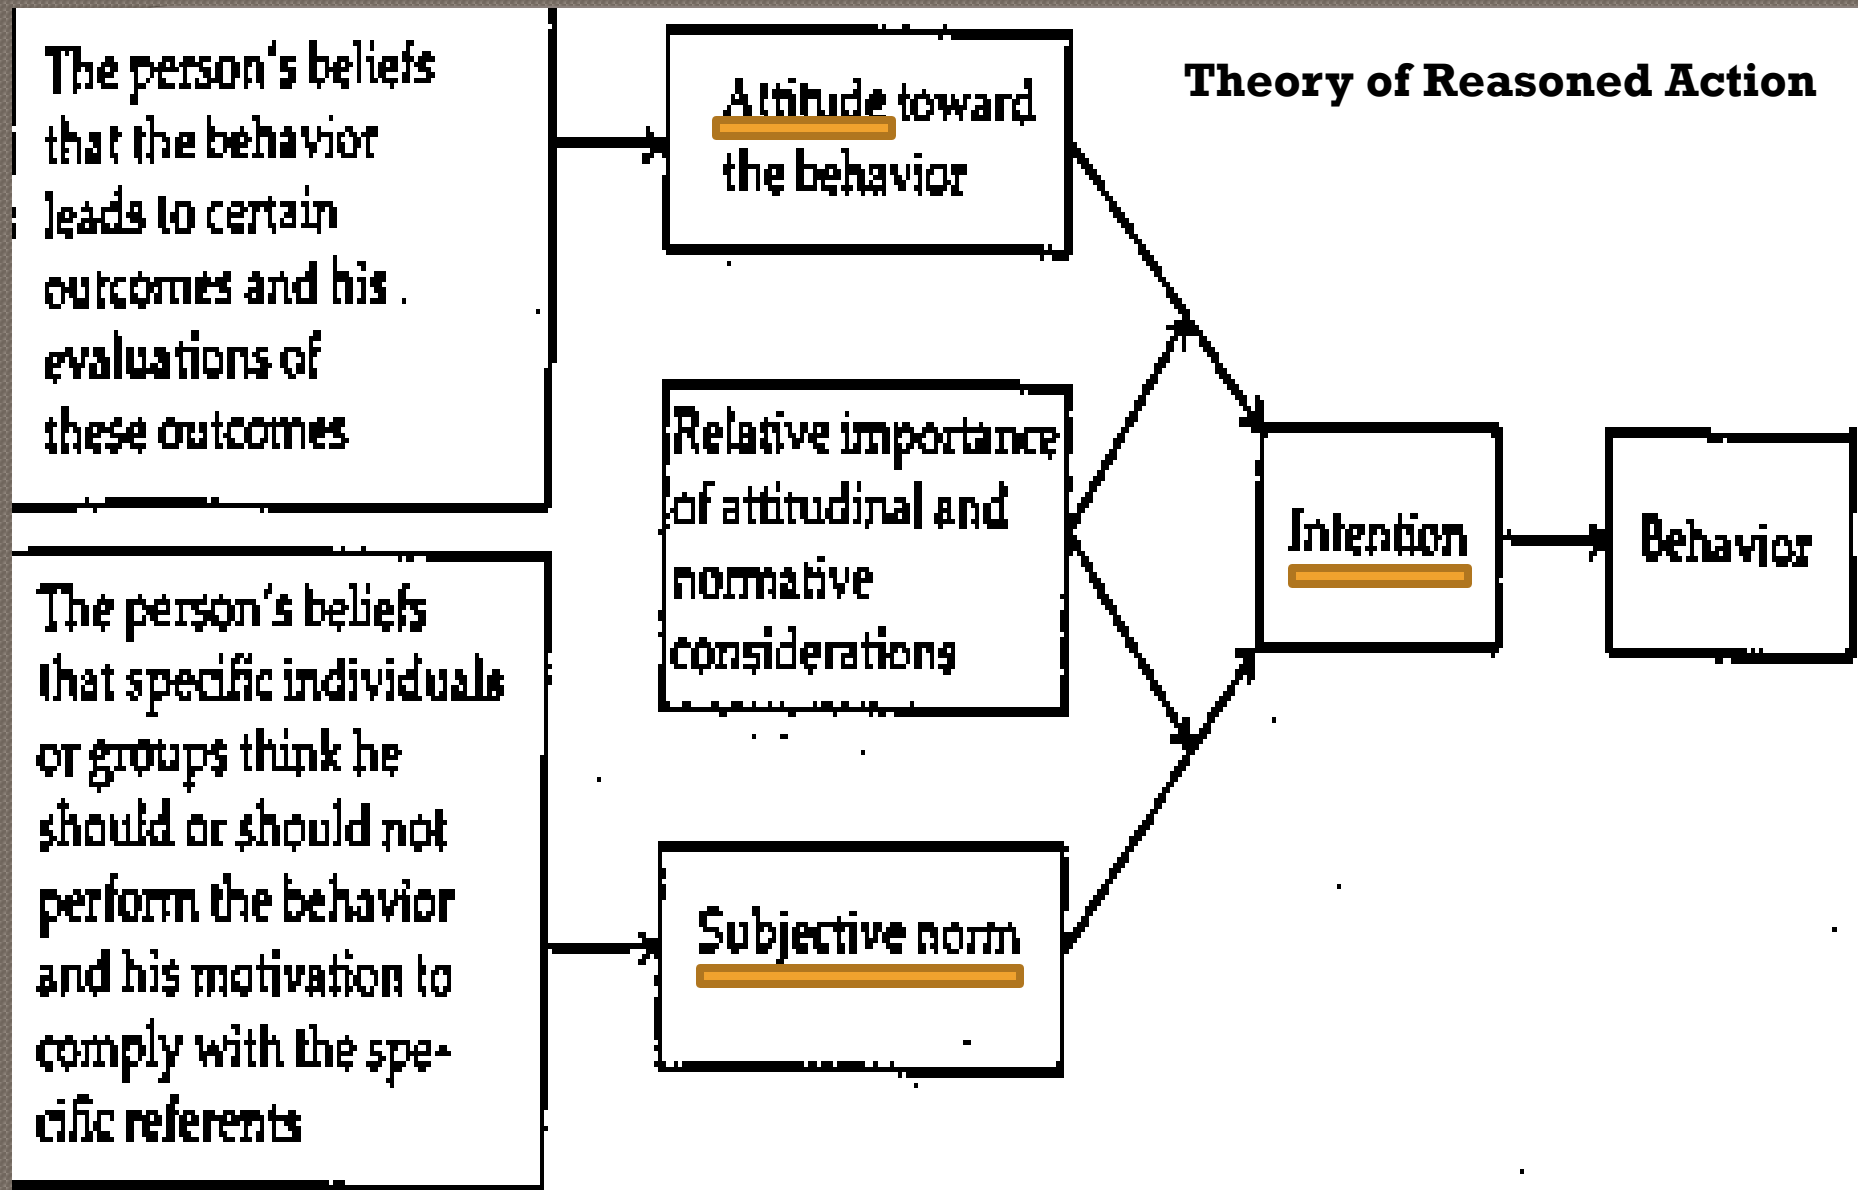 Theory of Reasoned Action
The person's beliefs
that the behavior
leads to certain
outcomes and his
evaluations of
these outcomes
Attitude toward
the behavior
Relative importance
of attitudinal and
normative
considerations
Intention
Behavior
The person's beliefs
that specific individuals
or groups think he
should or should not
perform the behavior
and his motivation to
comply with the spe-
cific referents
Subjective norm